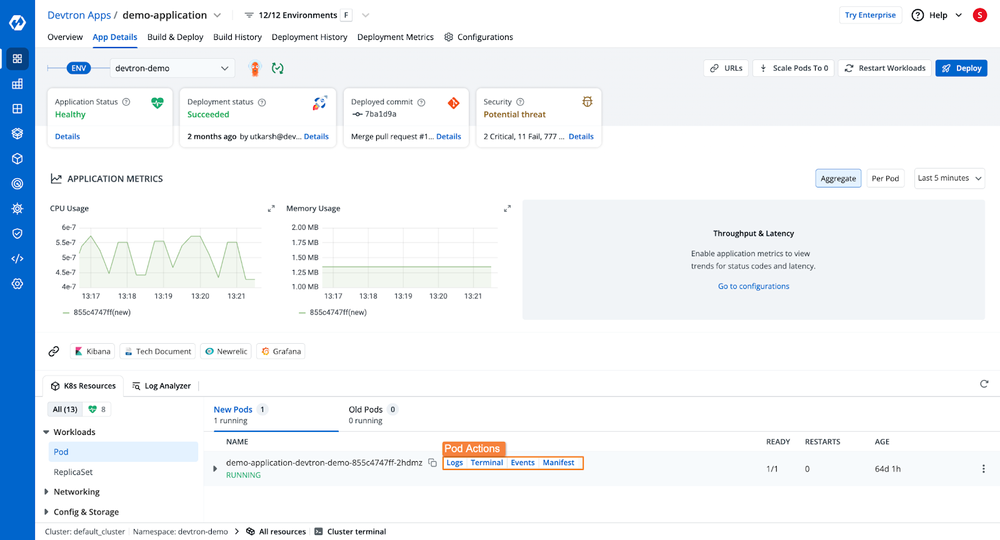 Devtron Apps / demo-application
12/12 Environments F
Try Enterprise
Help
S
Overview App Details Build & Deploy Build History Deployment History Deployment Metrics Configurations
ENV devtron-demo
URLs Scale Pods To 0 Restart Workloads Deploy
Application Status
Healthy
Details
Deployment status
Succeeded
2 months ago by utkarsh@dev... Details
Deployed commit
7ba1d9a
Merge pull request #1... Details
Security
Potential threat
2 Critical, 11 Fail, 777 ... Details
APPLICATION METRICS
Aggregate Per Pod Last 5 minutes
CPU Usage
6e-7
5.5e-7
5e-7
4.5e-7
4e-7
13:17 13:18 13:19 13:20 13:21
855c4747ff(new)
Memory Usage
2.00 MB
1.75 MB
1.50 MB
1.25 MB
1.00 MB
13:17 13:18 13:19 13:20 13:21
855c4747ff(new)
Throughput & Latency
Enable application metrics to view
trends for status codes and latency.
Go to configurations
Kibana Tech Document Newrelic Grafana
K8s Resources Log Analyzer
All (13) 8
Workloads
Pod
ReplicaSet
Networking
Config & Storage
New Pods 1
1 running
Old Pods 0
0 running
NAME READY RESTARTS AGE
Pod Actions
demo-application-devtron-demo-855c4747ff-2hdmz Logs Terminal Events Manifest 1/1 0 64d 1h
RUNNING
Cluster: default_cluster Namespace: devtron-demo All resources Cluster terminal